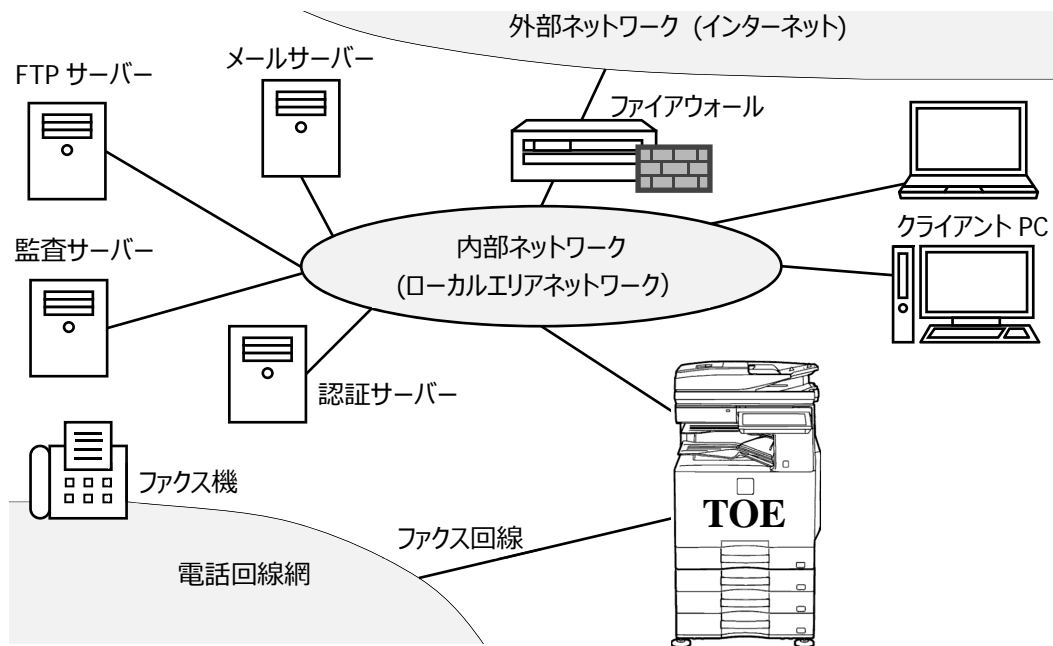 外部ネットワーク (インターネット)
メールサーバー
FTP サーバー
ファイアウォール
クライアント PC
内部ネットワーク
(ローカルエリアネットワーク)
監査サーバー
認証サーバー
ファクス機
TOE
ファクス回線
電話回線網